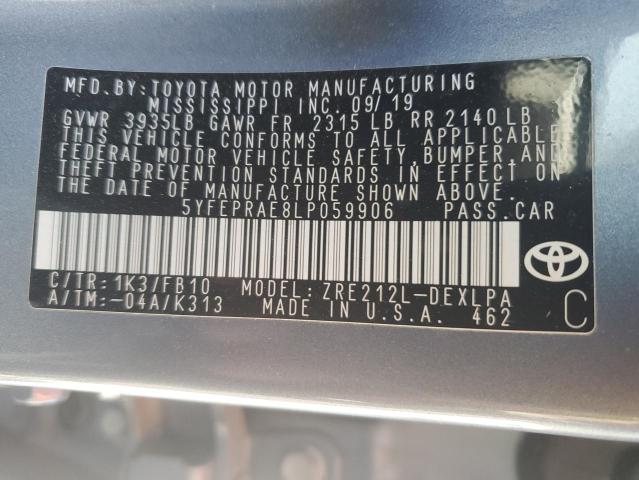 MFD. BY: TOYOTA MOTOR MANUFACTURING
MISSISSIPPI INC. 09/19
GVWR 3935LB GAWR FR 2315 LB RR 2140 LB
THIS VEHICLE CONFORMS TO ALL APPLICABLE
FEDERAL MOTOR VEHICLE SAFETY, BUMPER, AND
THEFT PREVENTION STANDARDS IN EFFECT ON
THE DATE OF MANUFACTURE SHOWN ABOVE.
5YFEPRAE8LP059906 PASS. CAR
C/TR: 1K3/FB10 MODEL: ZRE212L-DEXLPA
A/TM: -04A/K313 MADE IN U.S.A. 462 C